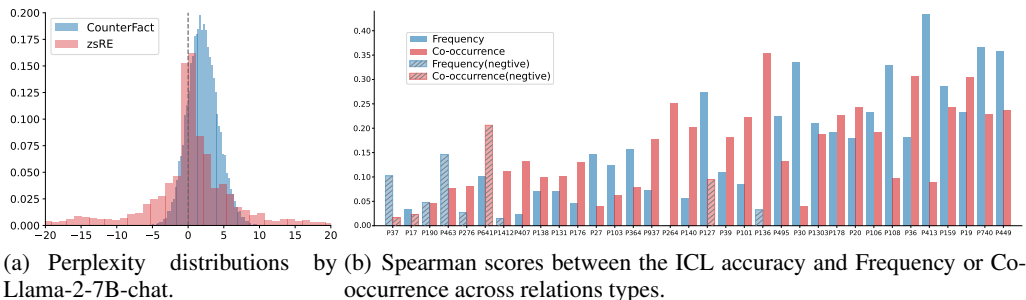 0.200
0.175
0.150
0.125
0.100
0.075
0.050
0.025
0.000
−20 −15 −10 −5 0 5 10 15 20
CounterFact
zsRE
0.40
0.35
0.30
0.25
0.20
0.15
0.10
0.05
0.00
Frequency
Co-occurrence
Frequency(negtive)
Co-occurrence(negtive)
P37 P17 P190 P463 P276 P641 P1412 P407 P138 P131 P176 P27 P103 P364 P937 P264 P140 P127 P39 P101 P136 P495 P30 P1303 P178 P20 P106 P108 P36 P413 P159 P19 P740 P449
(a) Perplexity distributions by
Llama-2-7B-chat.
(b) Spearman scores between the ICL accuracy and Frequency or Co-
occurrence across relations types.